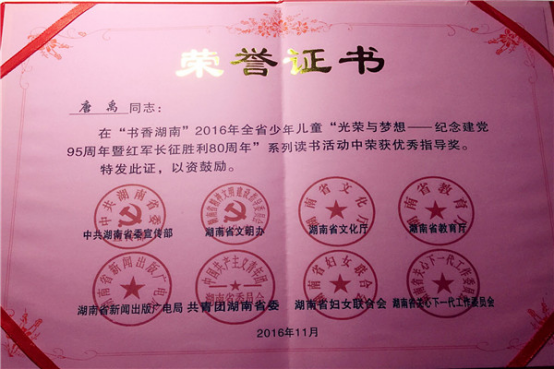 荣誉证书
唐禹同志：
在“书香湖南”2016年全省少年儿童“光荣与梦想——纪念建党
95周年暨红军长征胜利80周年”系列读书活动中荣获优秀指导奖。
特发此证，以资鼓励。
中共湖南省委宣传部 湖南省文明办 湖南省文化厅 湖南省教育厅
湖南省新闻出版广电局 共青团湖南省委 湖南省妇女联合会 湖南省关心下一代工作委员会
2016年11月